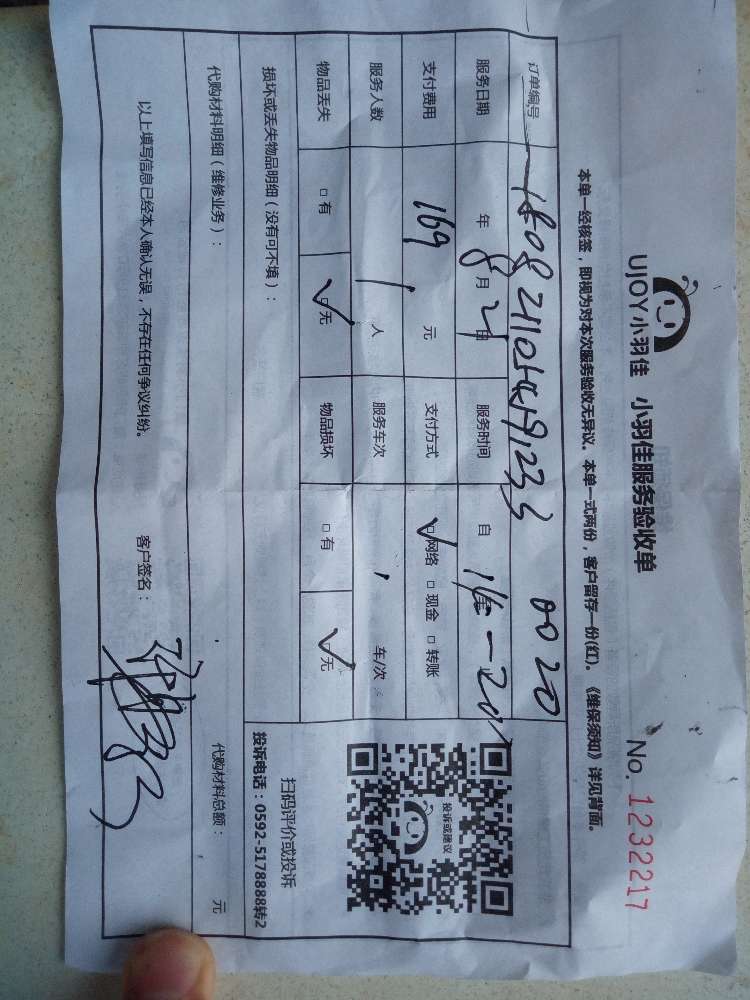 UJOY小羽佳 小羽佳服务验收单
No. 1232217
本单一经核签，即视为对本次服务验收无异议。本单一式两份，客户留存一份(红)。《维保须知》详见背面。
订单编号
服务日期 年 8月 日 服务时间 自
支付费用 169 元 支付方式 网络 现金 转账
服务人数 1 人 服务车次 车/次
物品丢失 有 无 物品损坏 有 无
投诉或建议
扫码评价或投诉
投诉电话：0592-5178888转2
损坏或丢失物品明细（没有可不填）：
代购材料明细（维修业务）： 代购材料总额： 元
以上填写信息已经本人确认无误，不存在任何争议纠纷。 客户签名：